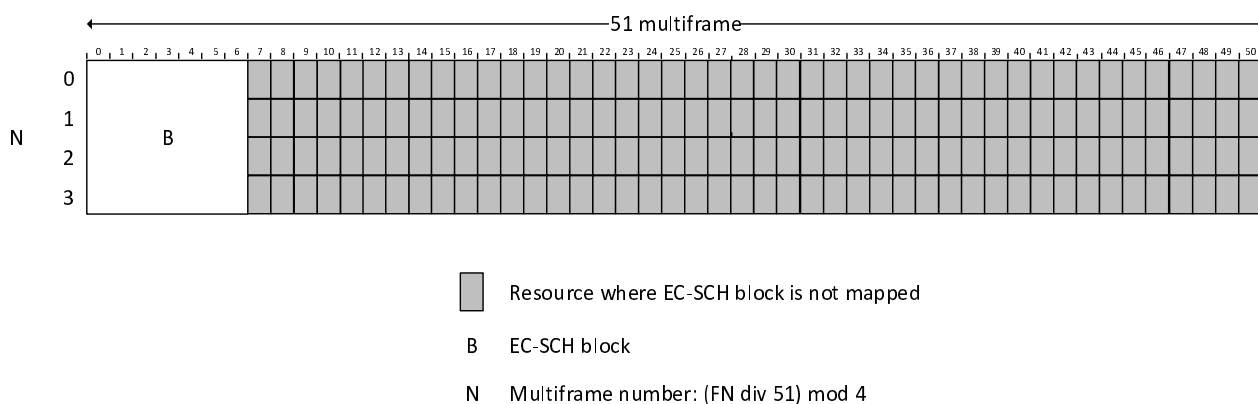 51 multiframe
0 1 2 3 4 5 6 7 8 9 10 11 12 13 14 15 16 17 18 19 20 21 22 23 24 25 26 27 28 29 30 31 32 33 34 35 36 37 38 39 40 41 42 43 44 45 46 47 48 49 50
0
1
N
B
2
3
Resource where EC-SCH block is not mapped
B EC-SCH block
N Multiframe number: (FN div 51) mod 4